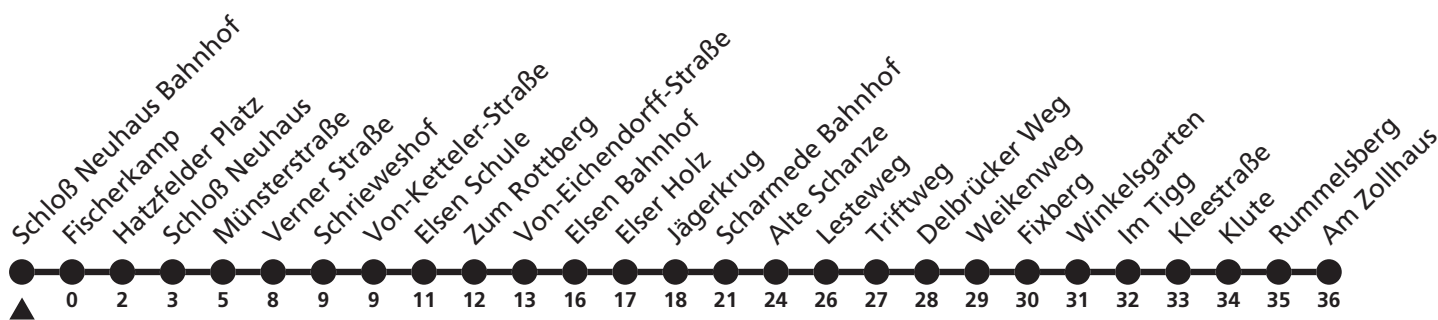 Schloß Neuhaus Bahnhof
Fischerkamp
Hatzfelder Platz
Schloß Neuhaus
Münsterstraße
Verner Straße
Schrieweshof
Von-Ketteler-Straße
Elsen Schule
Zum Rottberg
Von-Eichendorff-Straße
Elsen Bahnhof
Elser Holz
Jägerkrug
Scharmede Bahnhof
Alte Schanze
Lesteweg
Triftweg
Delbrücker Weg
Weikenweg
Fixberg
Winkelsgarten
Im Tigg
Kleestraße
Klute
Rummelsberg
Am Zollhaus
0 2 3 5 8 9 9 11 12 13 16 17 18 21 24 26 27 28 29 30 31 32 33 34 35 36